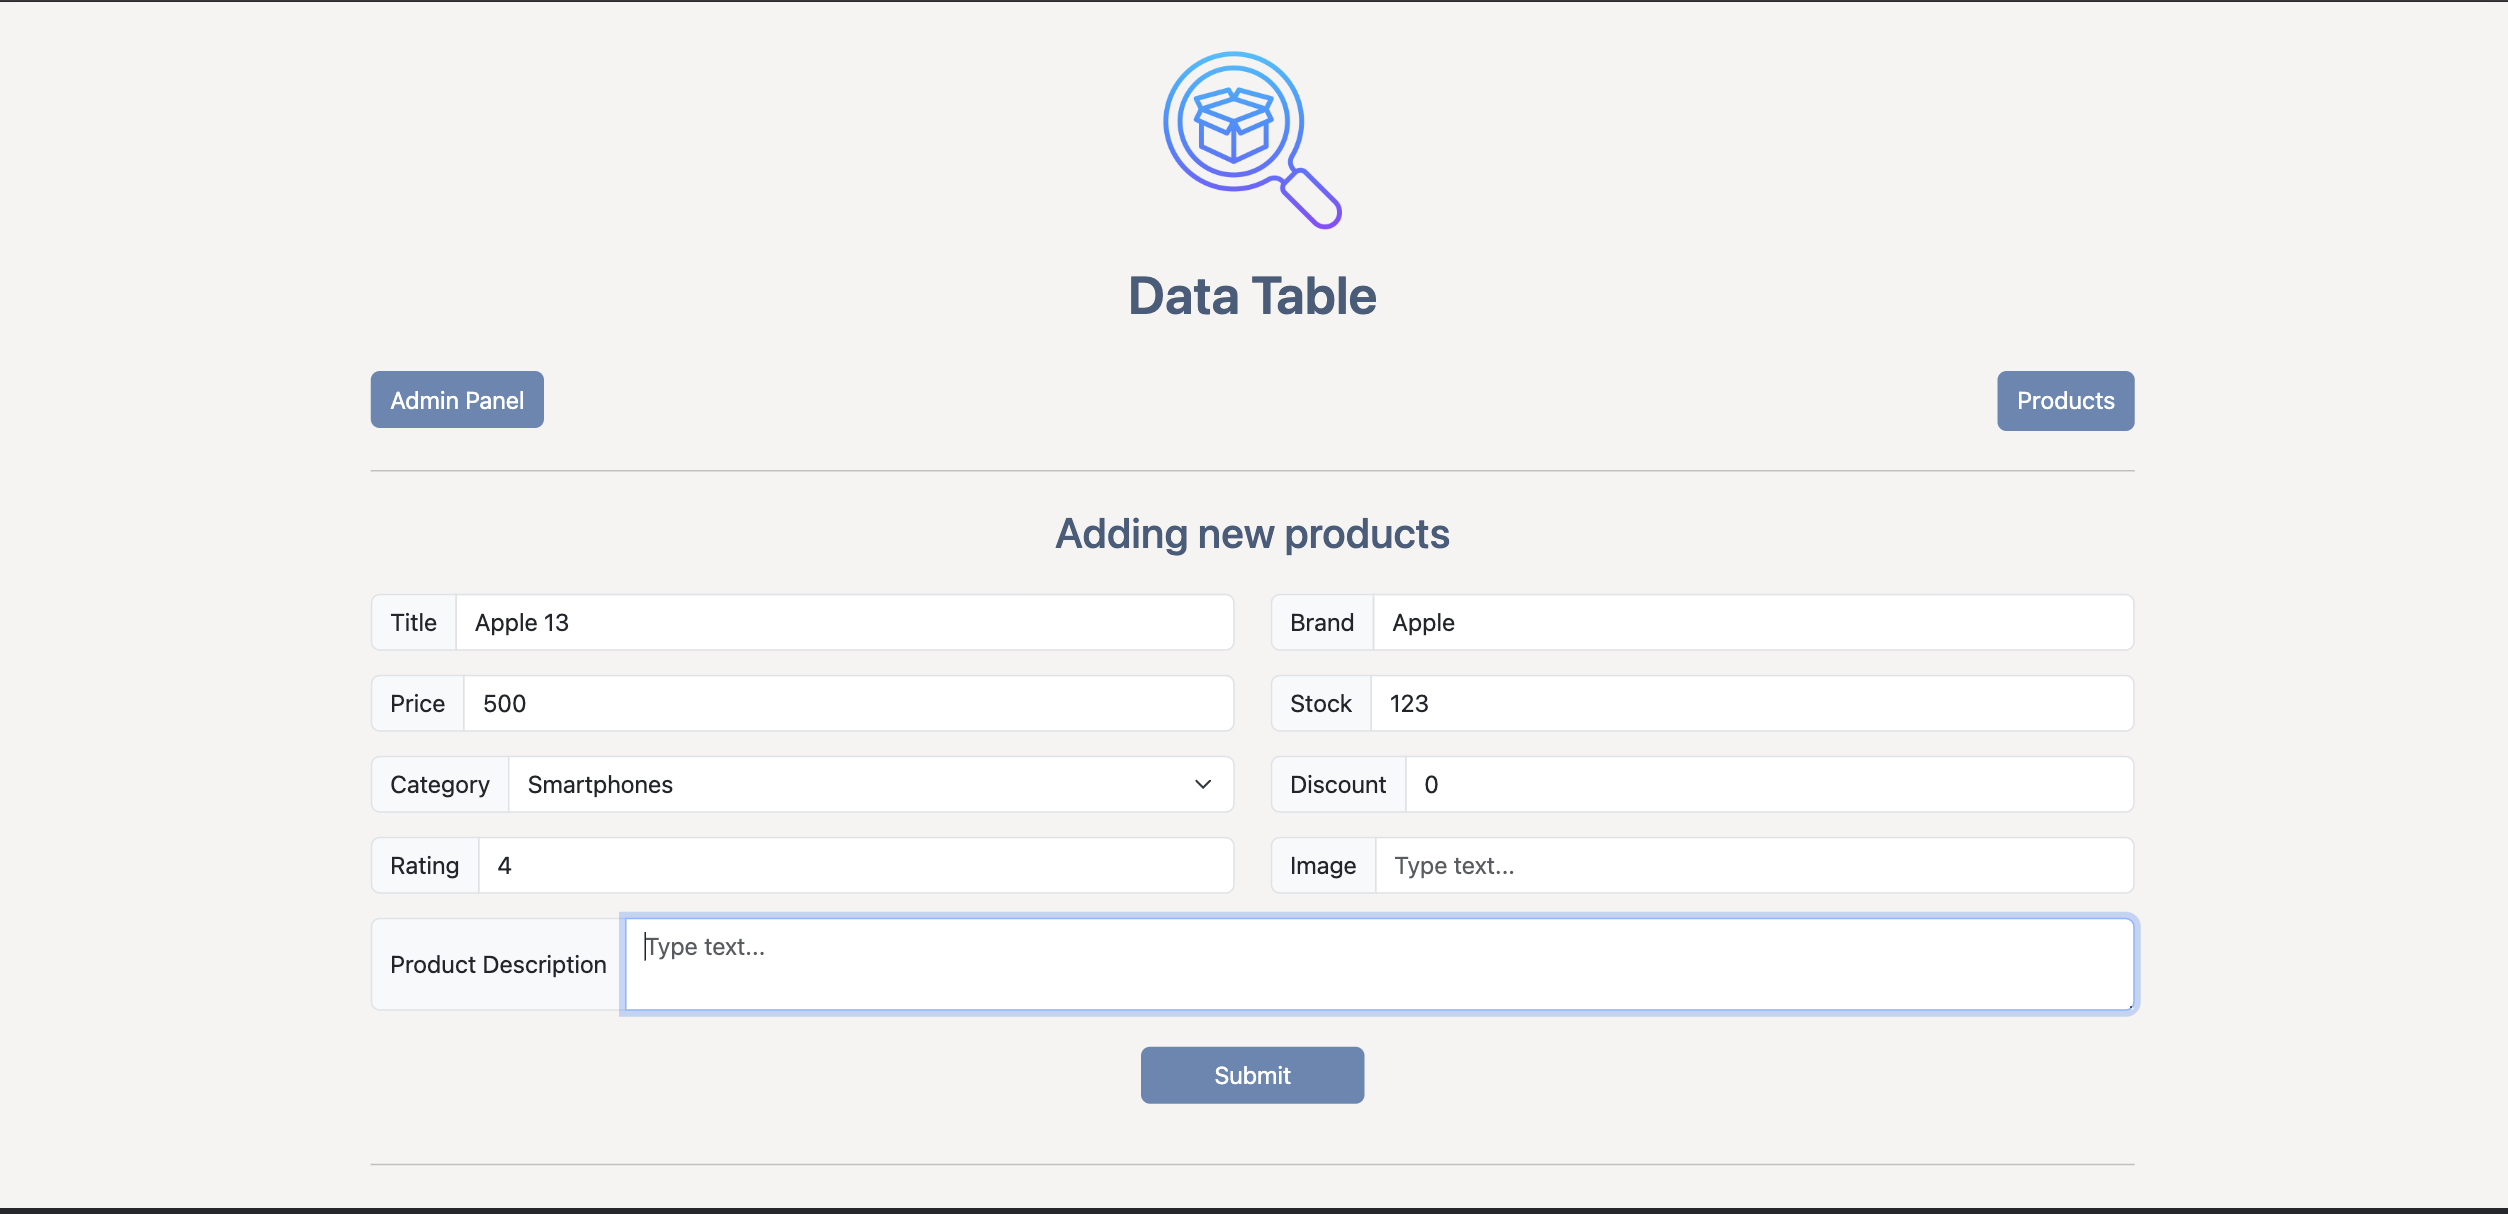 Data Table
Admin Panel
Products
Adding new products
Title Apple 13
Brand Apple
Price 500
Stock 123
Category Smartphones
Discount 0
Rating 4
Image Type text...
Product Description Type text...
Submit